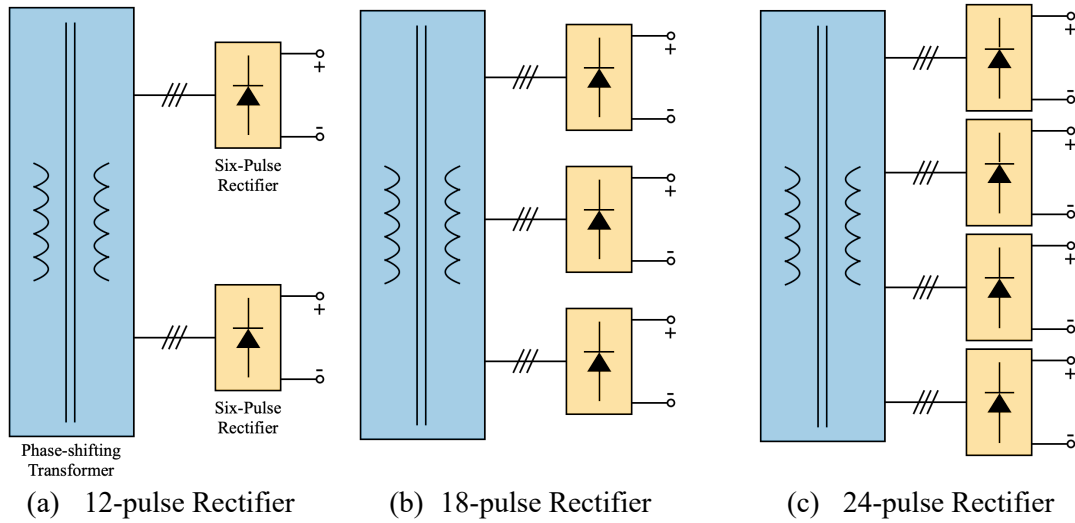 +
-
Six-Pulse
Rectifier
+
-
Six-Pulse
Rectifier
Phase-shifting
Transformer
(a) 12-pulse Rectifier
+
-
+
-
+
-
(b) 18-pulse Rectifier
+
-
+
-
+
-
+
-
(c) 24-pulse Rectifier